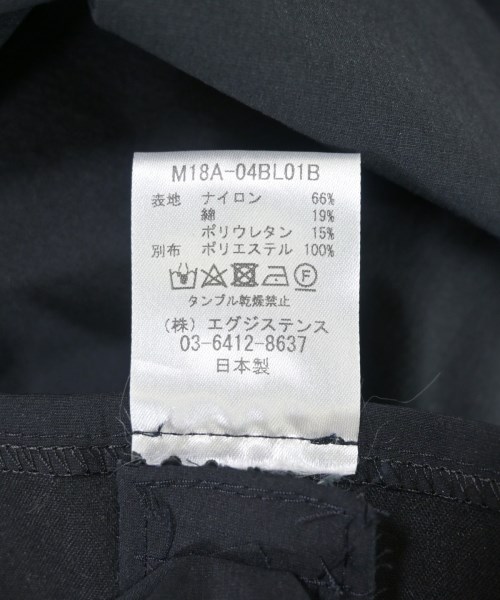 M18A-04BL01B
表地 ナイロン 66%
綿 19%
ポリウレタン 15%
別布 ポリエステル 100%
F
タンブル乾燥禁止
(株) エグジステンス
03-6412-8637
日本製